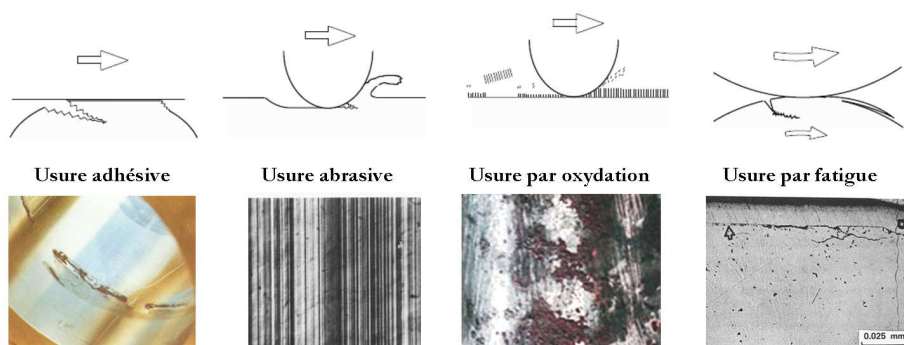 Usure adhésive
Usure abrasive
Usure par oxydation
Usure par fatigue
0.025 mm